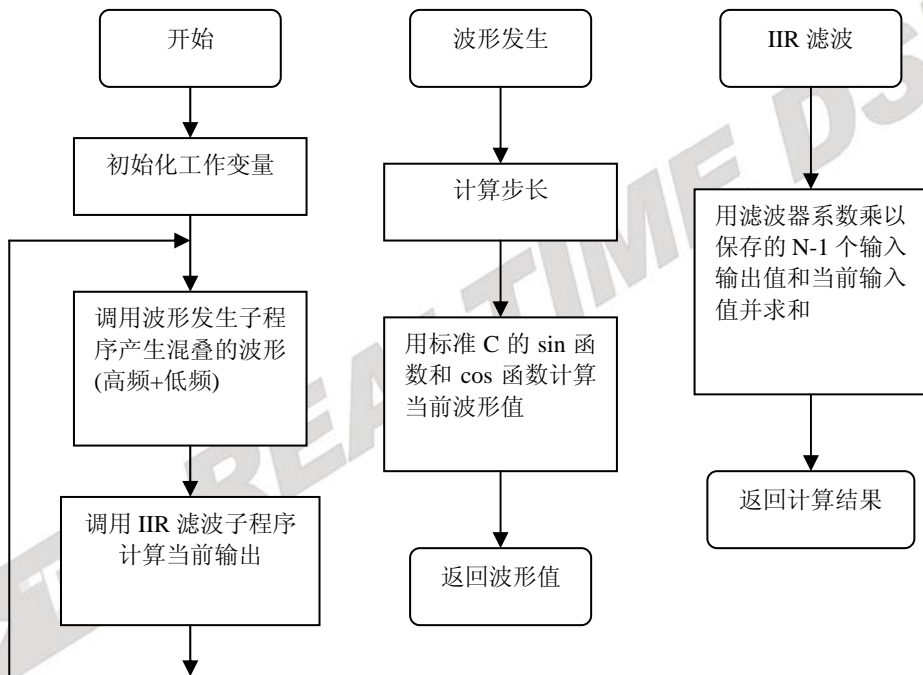 开始
初始化工作变量
调用波形发生子程
序产生混叠的波形
(高频+低频)
调用 IIR 滤波子程序
计算当前输出
波形发生
计算步长
用标准 C 的 sin 函
数和 cos 函数计算
当前波形值
返回波形值
IIR 滤波
用滤波器系数乘以
保存的 N-1 个输入
输出值和当前输入
值并求和
返回计算结果
REALTIME DS